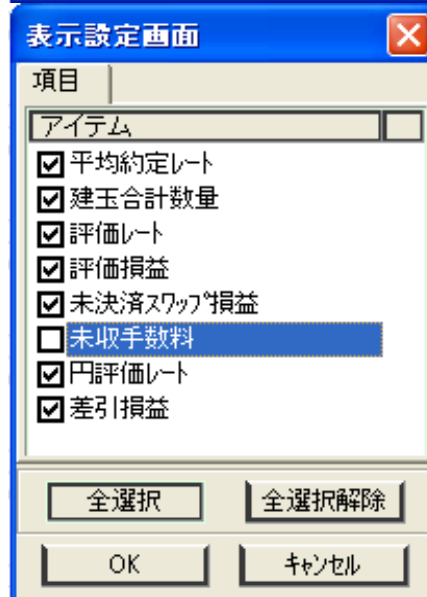 表示設定画面
項目
アイテム
平均約定ﾚｰﾄ
建玉合計数量
評価ﾚｰﾄ
評価損益
未決済ｽﾜｯﾌﾟ損益
未収手数料
円評価ﾚｰﾄ
差引損益
全選択 全選択解除
OK ｷｬﾝｾﾙ